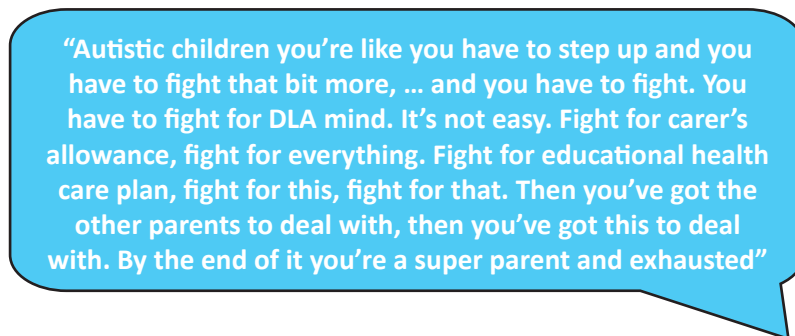 “Autistic children you’re like you have to step up and you
have to fight that bit more, ... and you have to fight. You
have to fight for DLA mind. It’s not easy. Fight for carer’s
allowance, fight for everything. Fight for educational health
care plan, fight for this, fight for that. Then you’ve got the
other parents to deal with, then you’ve got this to deal
with. By the end of it you’re a super parent and exhausted”